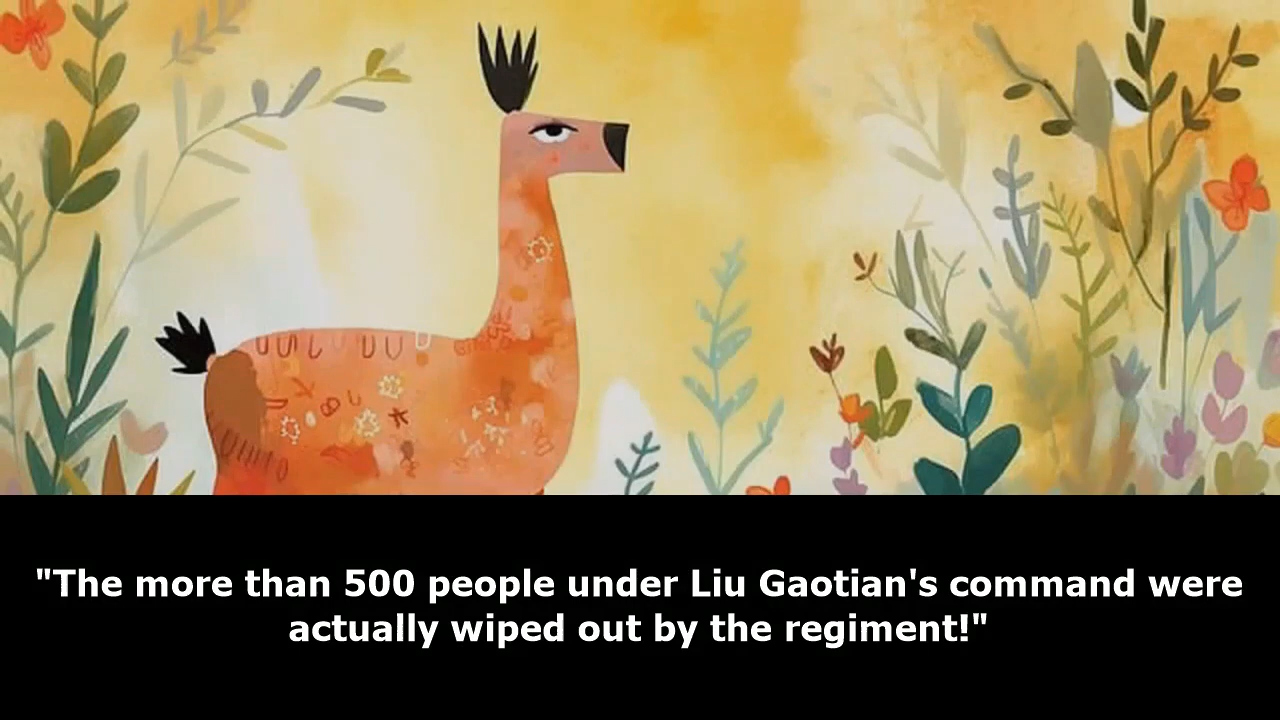 "The more than 500 people under Liu Gaotian's command were
actually wiped out by the regiment!"